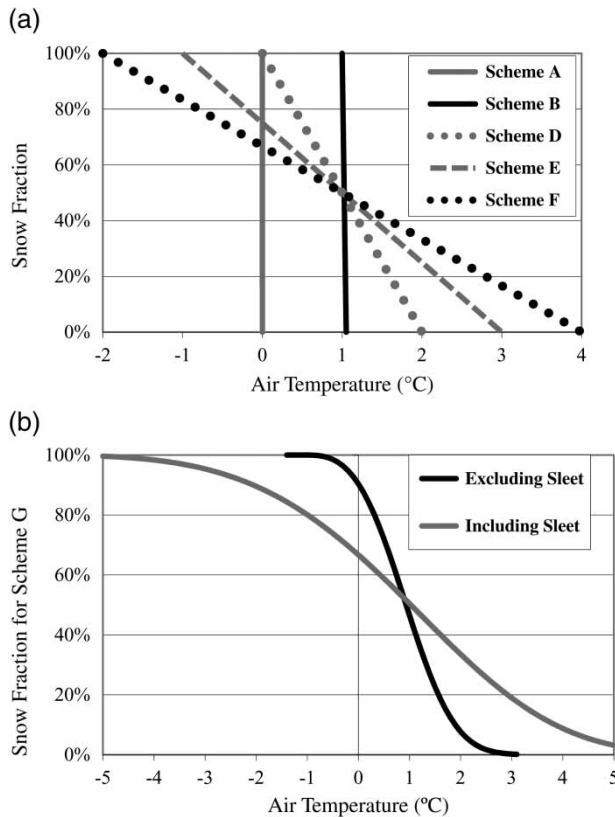 (a)
100%
80%
60%
40%
20%
0%
Snow Fraction
-2 -1 0 1 2 3 4
Air Temperature (°C)
Scheme A
Scheme B
Scheme D
Scheme E
Scheme F
(b)
100%
80%
60%
40%
20%
0%
Snow Fraction for Scheme G
-5 -4 -3 -2 -1 0 1 2 3 4 5
Air Temperature (ºC)
Excluding Sleet
Including Sleet